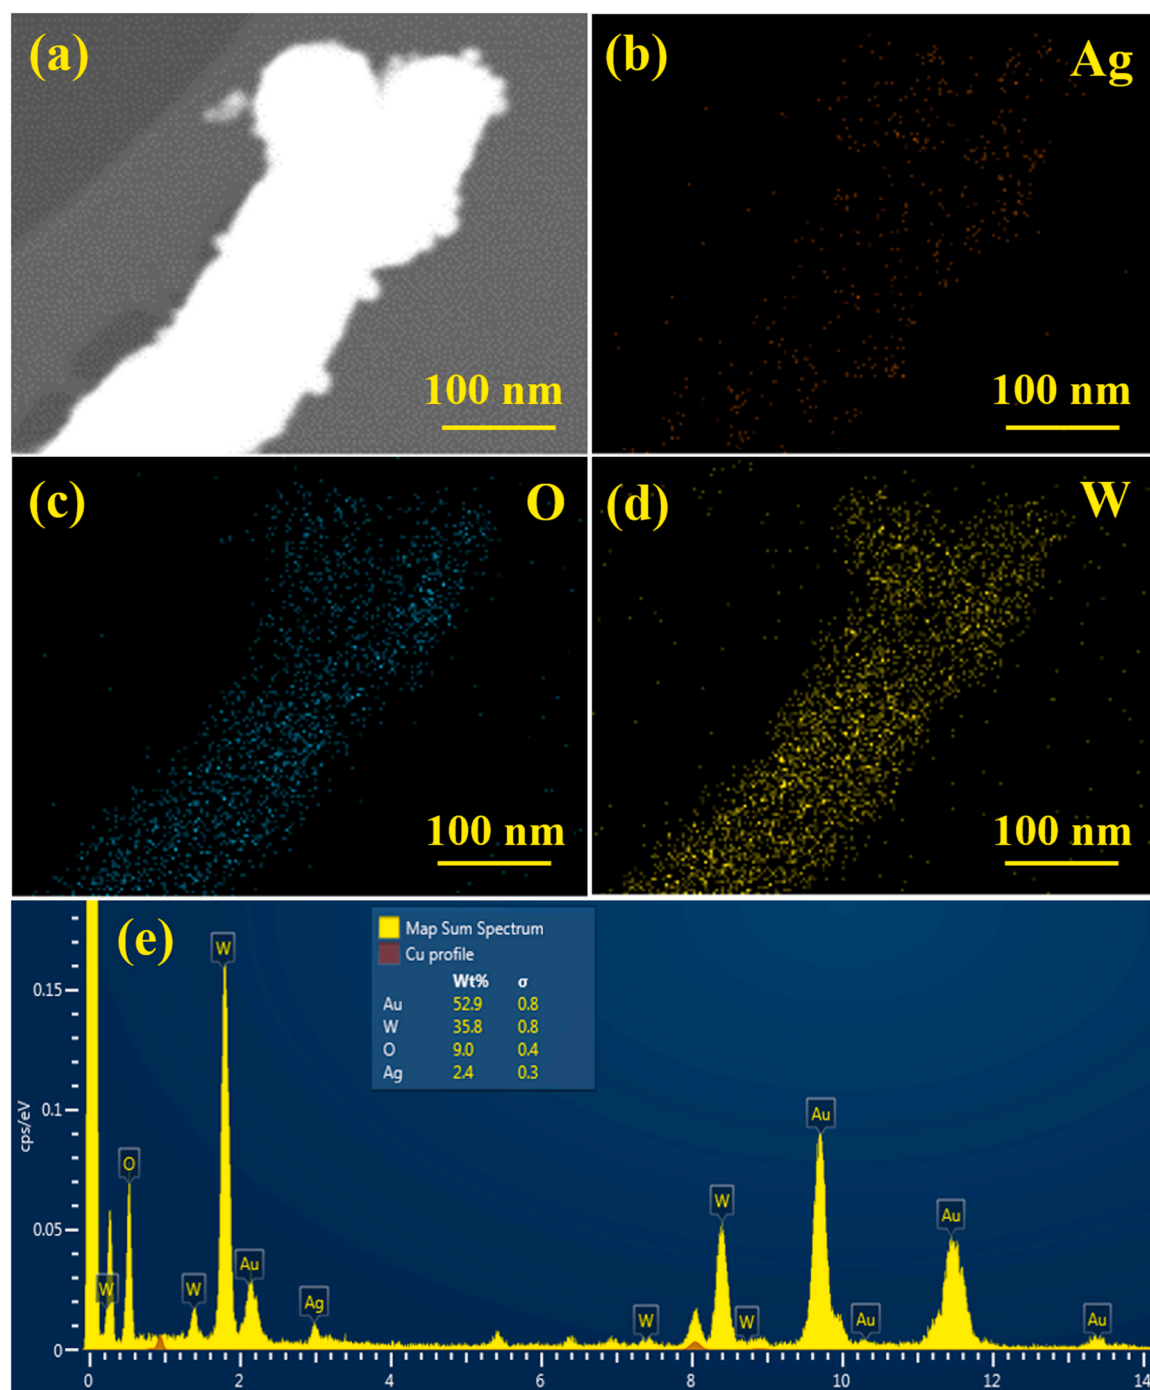 (a)
100 nm
(b)
Ag
100 nm
(c)
O
100 nm
(d)
W
100 nm
(e)
Map Sum Spectrum
Cu profile
Wt% σ
Au 52.9 0.8
W 35.8 0.8
O 9.0 0.4
Ag 2.4 0.3
cps/eV
0.15
0.1
0.05
0
W
O
W
W
Au
Ag
W
W
W
Au
Au
Au
Au
0 2 4 6 8 10 12 14